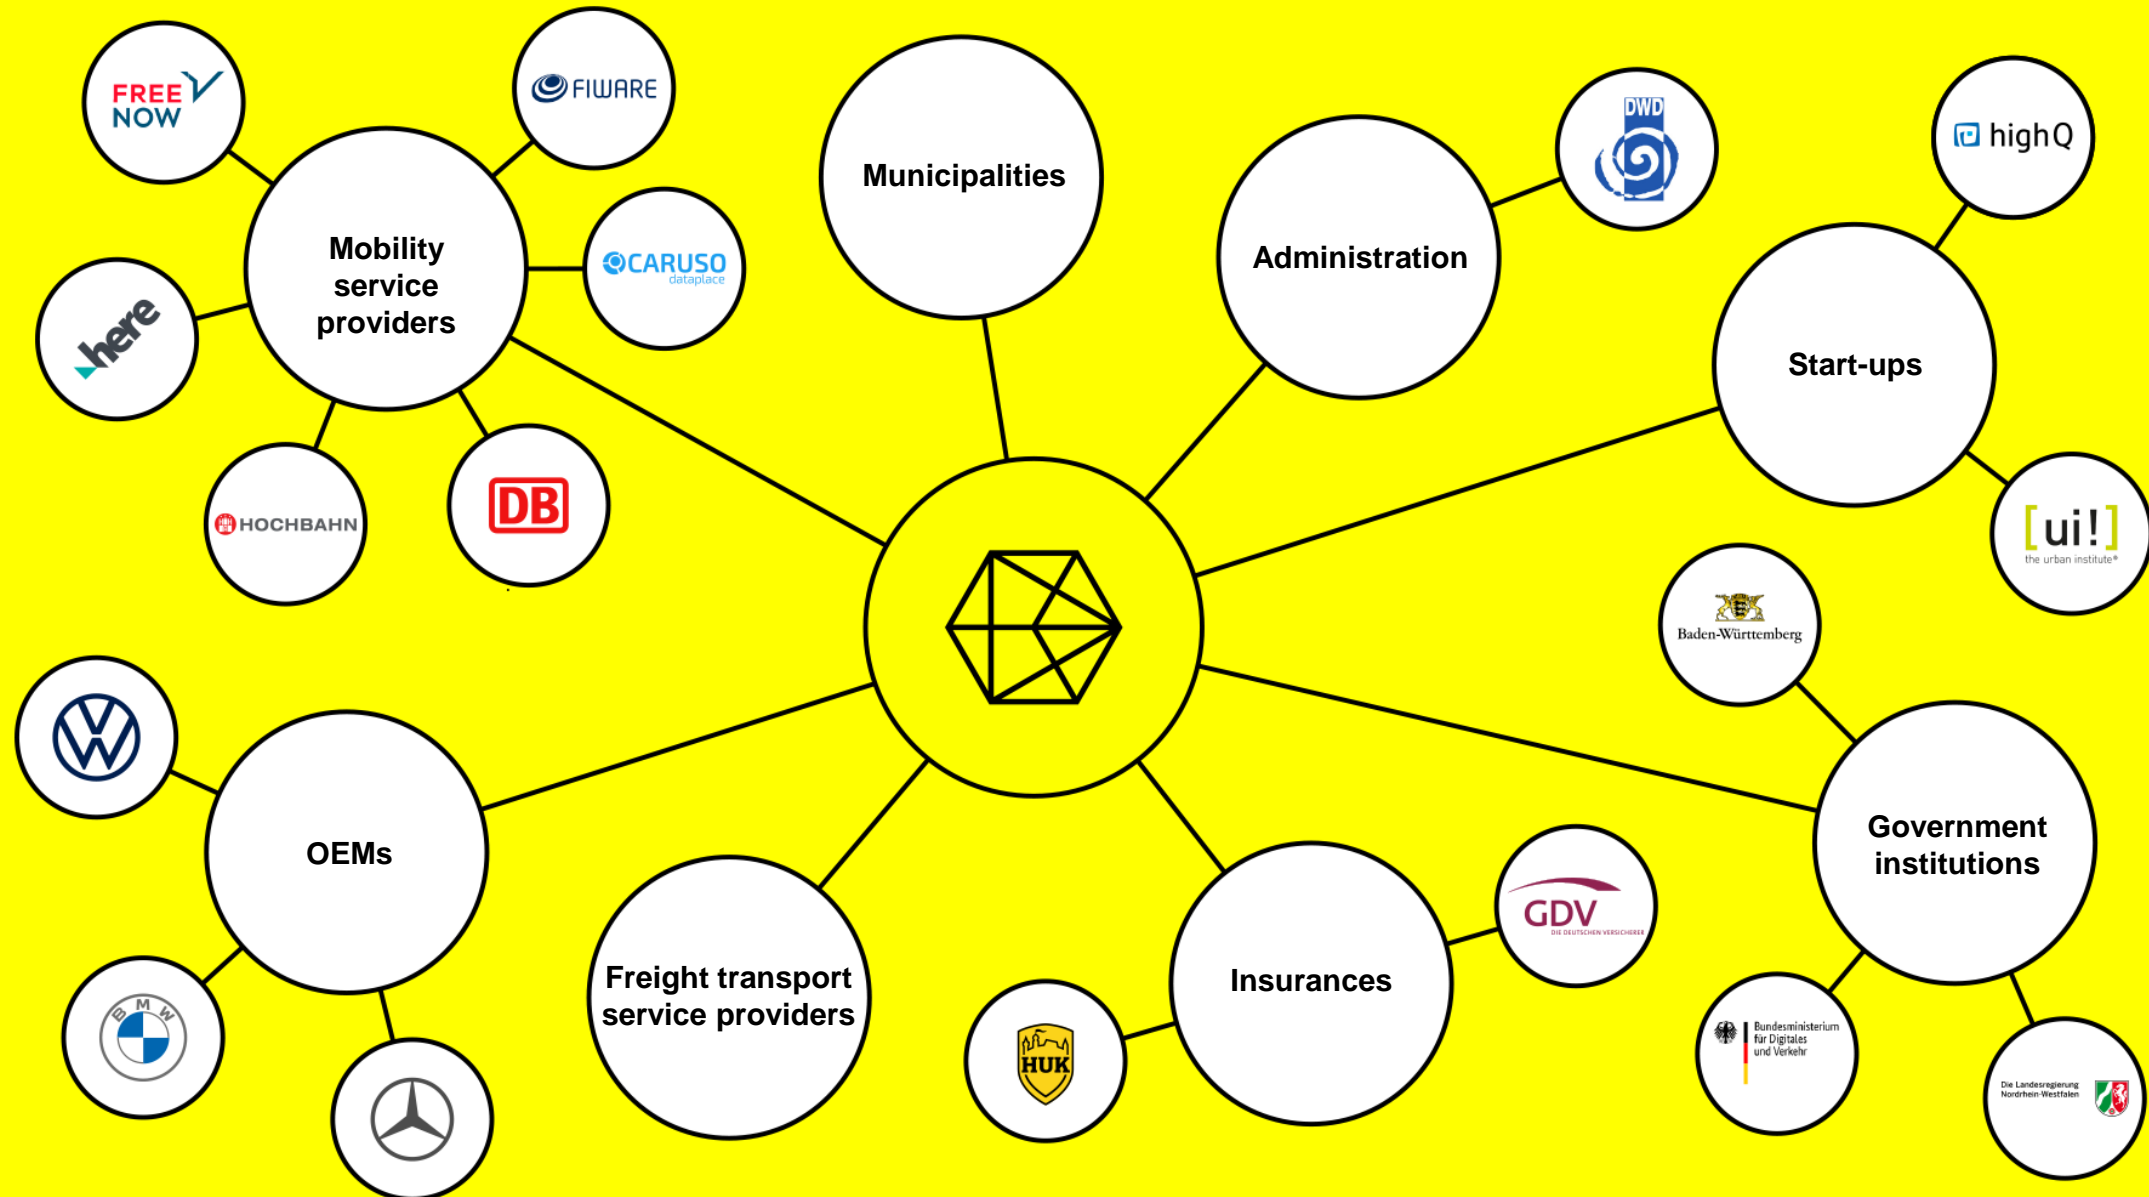 FREE
NOW
FIWARE
Mobility
service
providers
CARUSO
dataplace
here
HOCHBAHN
DB
Municipalities
Administration
DWD
highQ
Start-ups
[ui!]
the urban institute®
Baden-Württemberg
Government
institutions
Bundesministerium
für Digitales
und Verkehr
Die Landesregierung
Nordrhein-Westfalen
VW
OEMs
BMW
Freight transport
service providers
Insurances
GDV
DIE DEUTSCHEN VERSICHERER
HUK